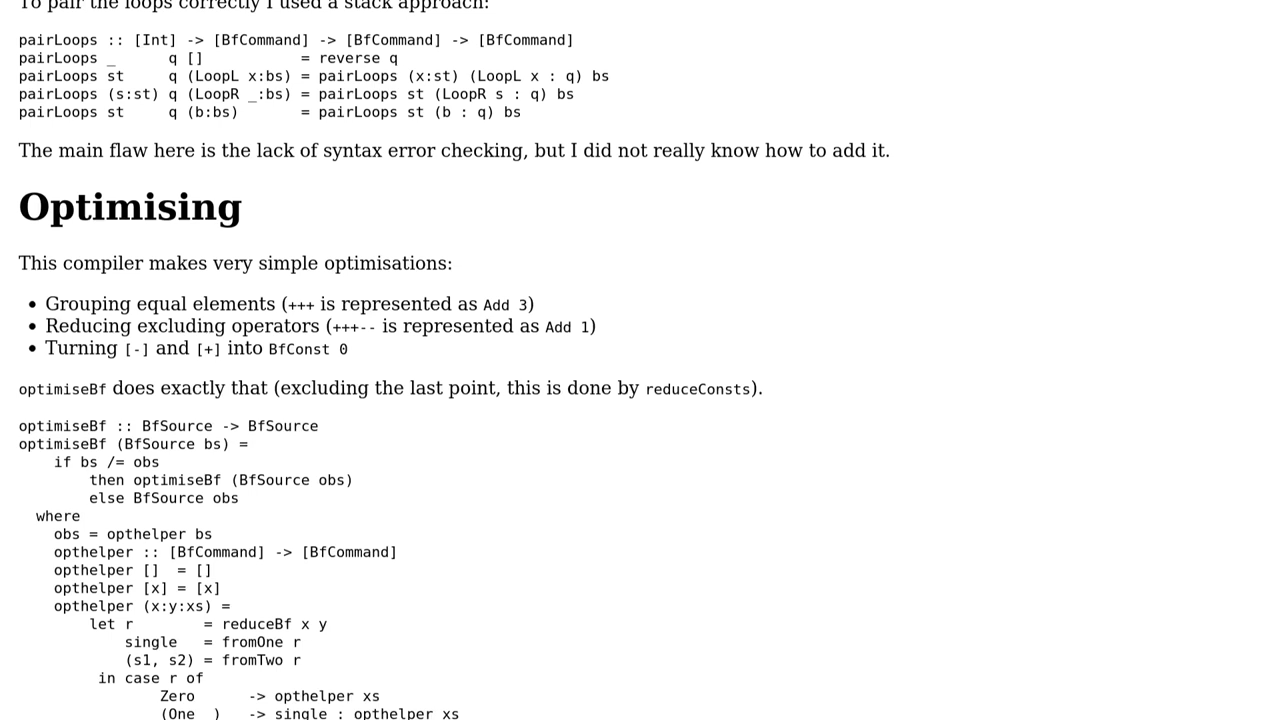 To pair the loops correctly I used a stack approach:
pairLoops :: [Int] -> [BfCommand] -> [BfCommand] -> [BfCommand]
pairLoops _      q []          = reverse q
pairLoops st     q (LoopL x:bs) = pairLoops (x:st) (LoopL x : q) bs
pairLoops (s:st) q (LoopR _:bs) = pairLoops st (LoopR s : q) bs
pairLoops st     q (b:bs)       = pairLoops st (b : q) bs
The main flaw here is the lack of syntax error checking, but I did not really know how to add it.
Optimising
This compiler makes very simple optimisations:
• Grouping equal elements (+++ is represented as Add 3)
• Reducing excluding operators (+++-- is represented as Add 1)
• Turning [-] and [+] into BfConst 0
optimiseBf does exactly that (excluding the last point, this is done by reduceConsts).
optimiseBf :: BfSource -> BfSource
optimiseBf (BfSource bs) =
    if bs /= obs
        then optimiseBf (BfSource obs)
        else BfSource obs
  where
    obs = opthelper bs
    opthelper :: [BfCommand] -> [BfCommand]
    opthelper []  = []
    opthelper [x] = [x]
    opthelper (x:y:xs) =
        let r        = reduceBf x y
            single   = fromOne r
            (s1, s2) = fromTwo r
         in case r of
                Zero      -> opthelper xs
                (One _)   -> single : opthelper xs